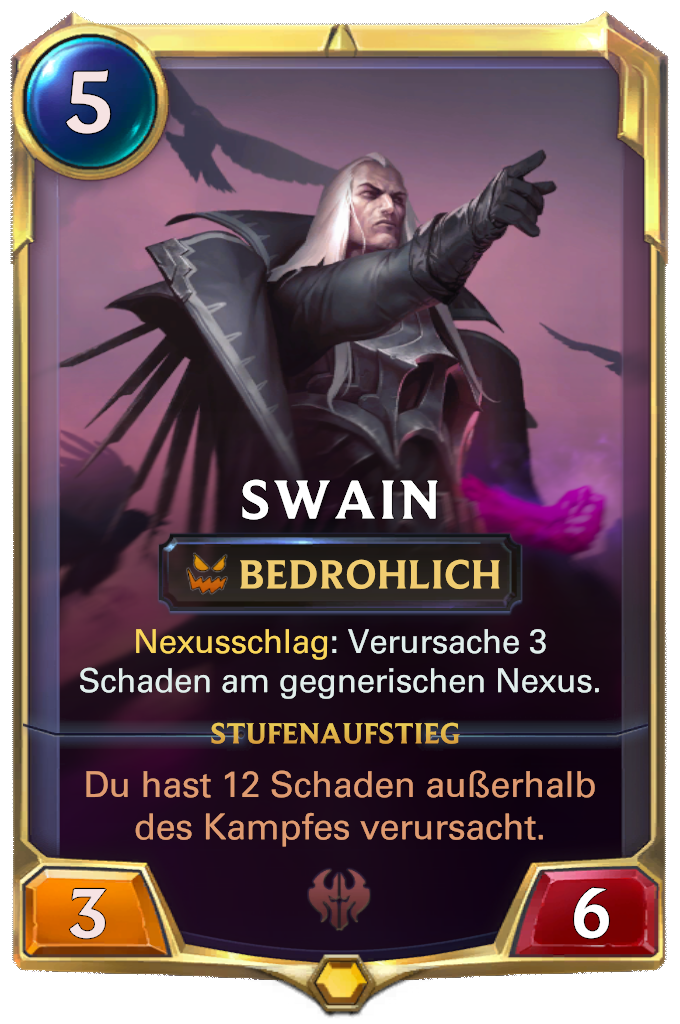 5
SWAIN
BEDROHLICH
Nexusschlag: Verursache 3
Schaden am gegnerischen Nexus.
STUFENAUFSTIEG
Du hast 12 Schaden außerhalb
des Kampfes verursacht.
3
6